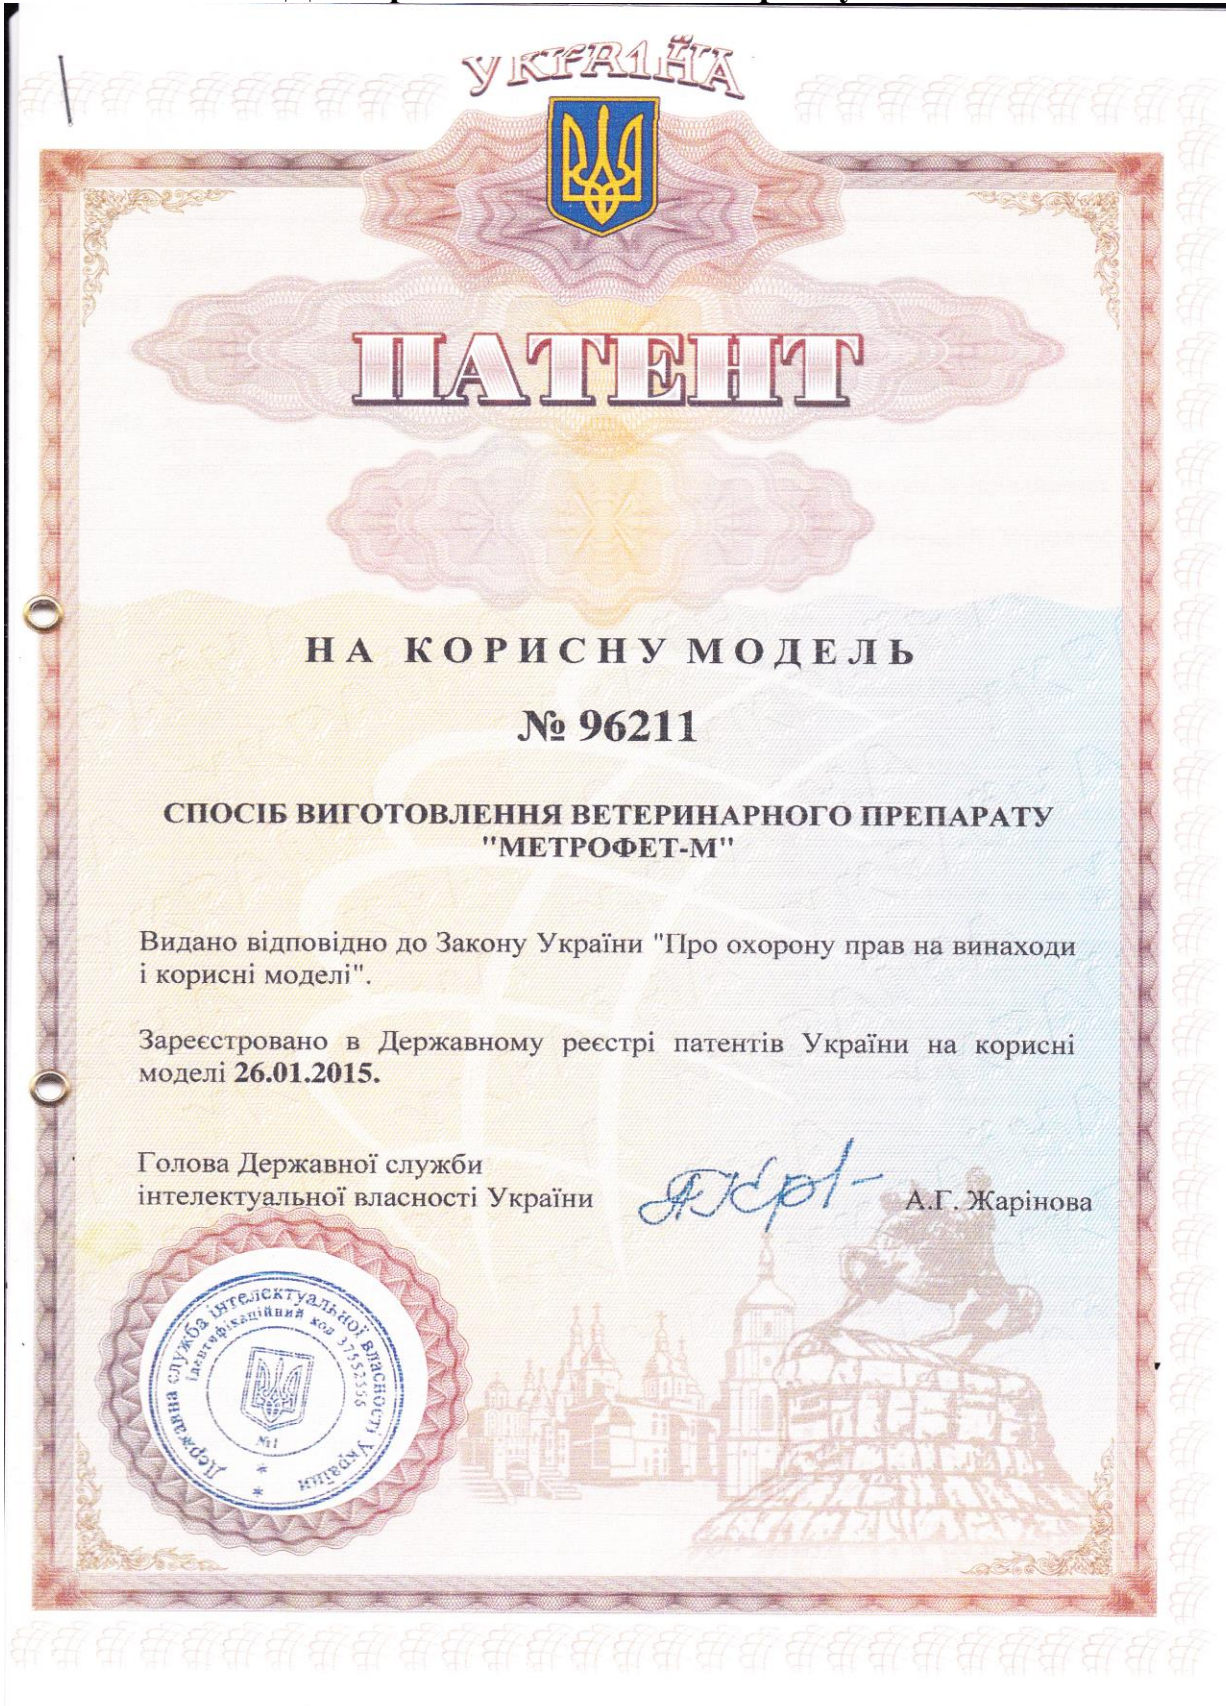 УКРАЇНА
ПАТЕНТ
НА КОРИСНУ МОДЕЛЬ
№ 96211
СПОСІБ ВИГОТОВЛЕННЯ ВЕТЕРИНАРНОГО ПРЕПАРАТУ
"МЕТРОФЕТ-М"
Видано відповідно до Закону України "Про охорону прав на винаходи
і корисні моделі".
Зареєстровано в Державному реєстрі патентів України на корисні
моделі 26.01.2015.
Голова Державної служби
інтелектуальної власності України
А.Г. Жарінова
Державна служба інтелектуальної власності України
ідентифікаційний код 37552556
№1